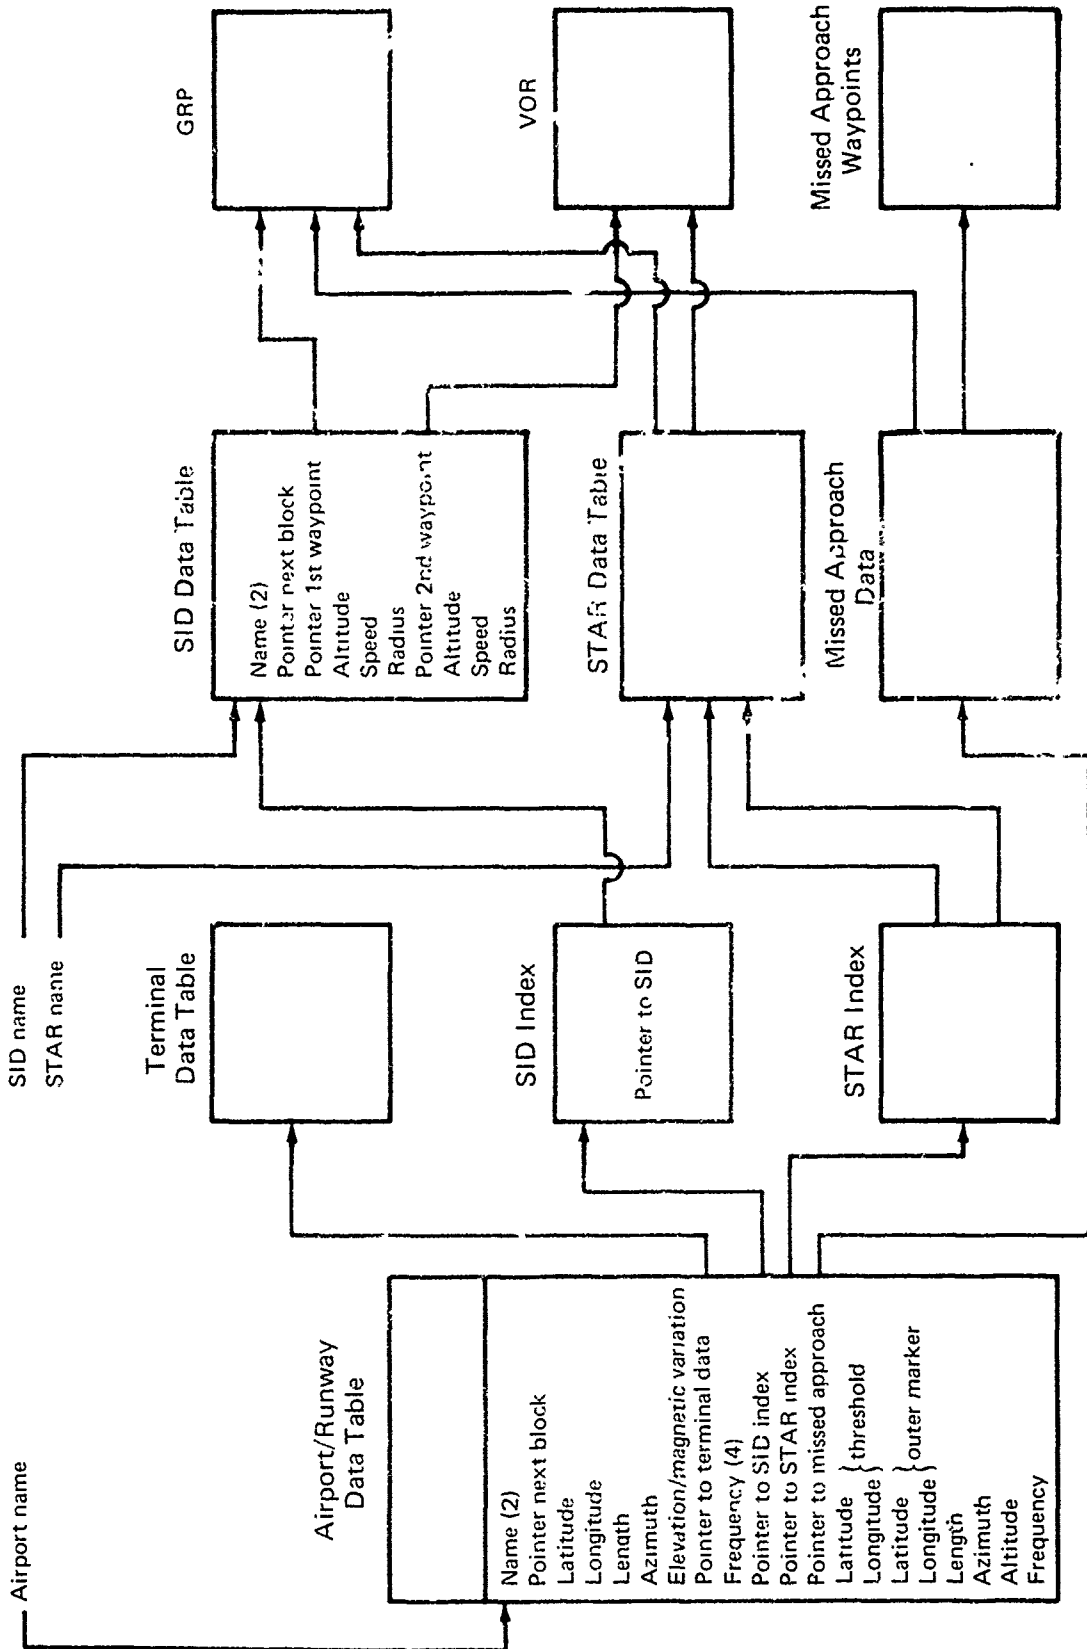 Airport name
SID name
STAR name
Airport/Runway
Data Table
Name (2)
Pointer next block
Latitude
Longitude
Length
Azimuth
Elevation/magnetic variation
Pointer to terminal data
Frequency (4)
Pointer to SID index
Pointer to STAR index
Pointer to missed approach
Latitude } threshold
Longitude
Latitude } outer marker
Longitude
Length
Azimuth
Altitude
Frequency
Terminal
Data Table
SID Index
Pointer to SID
STAR Index
SID Data Table
Name (2)
Pointer next block
Pointer 1st waypoint
Altitude
Speed
Radius
Pointer 2nd waypoint
Altitude
Speed
Radius
STAR Data Table
Missed Approach
Data
GRP
VOR
Missed Approach
Waypoints